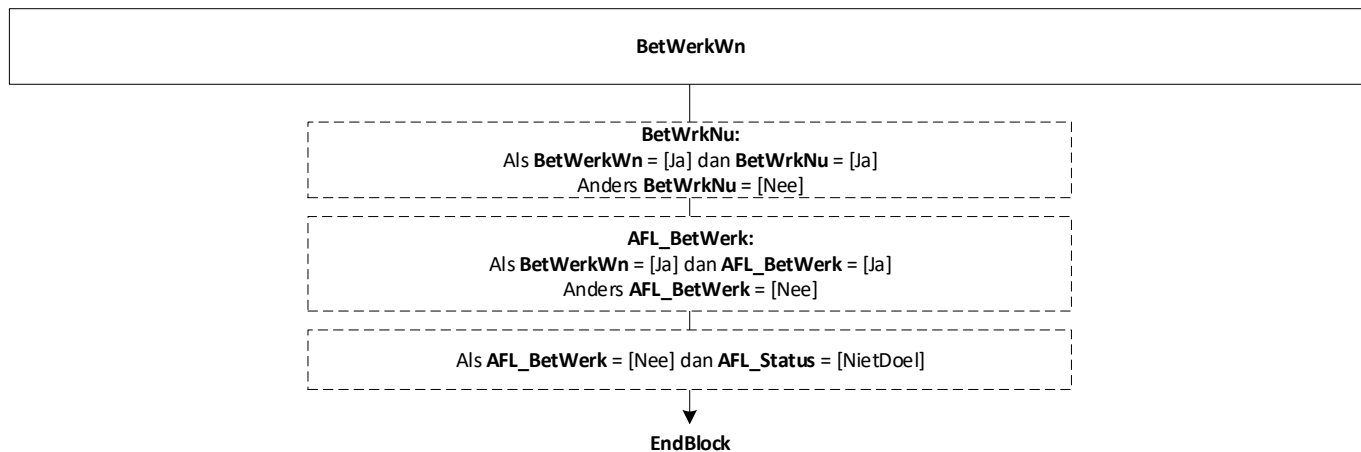 BetWerkWn
BetWrkNu:
Als BetWerkWn = [Ja] dan BetWrkNu = [Ja]
Anders BetWrkNu = [Nee]
AFL_BetWerk:
Als BetWerkWn = [Ja] dan AFL_BetWerk = [Ja]
Anders AFL_BetWerk = [Nee]
Als AFL_BetWerk = [Nee] dan AFL_Status = [NietDoel]
EndBlock